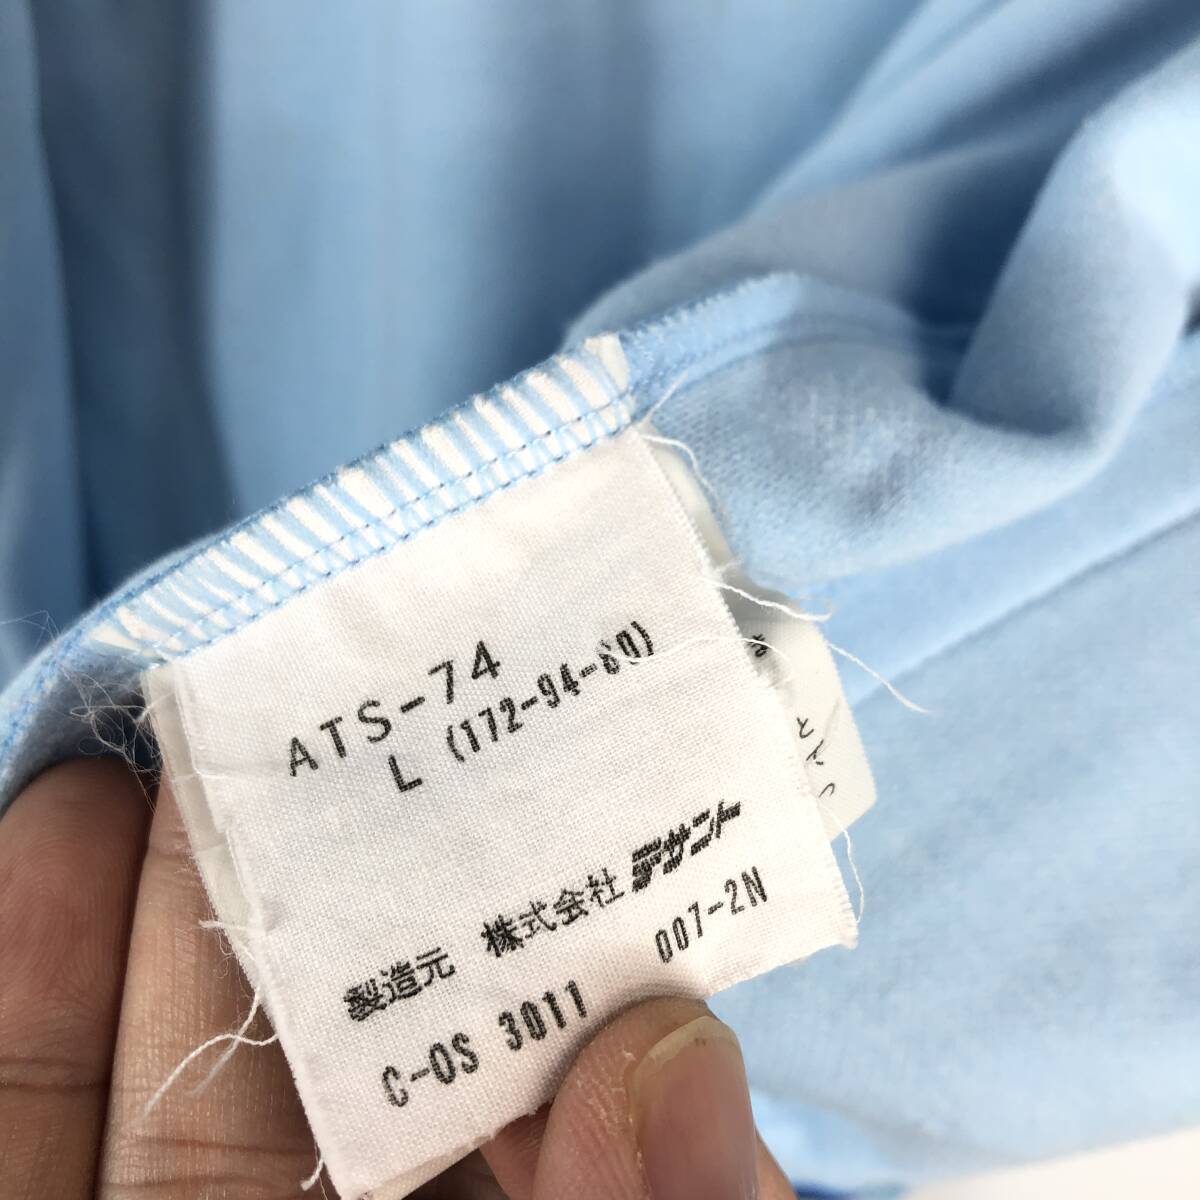 ATS-74
L (172-94-80)
製造元 株式会社デサント
C-OS 3011 007-2N